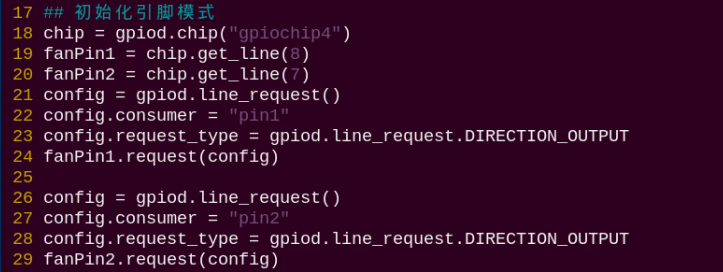 17 ## 初始化引脚模式
18 chip = gpiod.chip("gpiochip4")
19 fanPin1 = chip.get_line(8)
20 fanPin2 = chip.get_line(7)
21 config = gpiod.line_request()
22 config.consumer = "pin1"
23 config.request_type = gpiod.line_request.DIRECTION_OUTPUT
24 fanPin1.request(config)
25
26 config = gpiod.line_request()
27 config.consumer = "pin2"
28 config.request_type = gpiod.line_request.DIRECTION_OUTPUT
29 fanPin2.request(config)